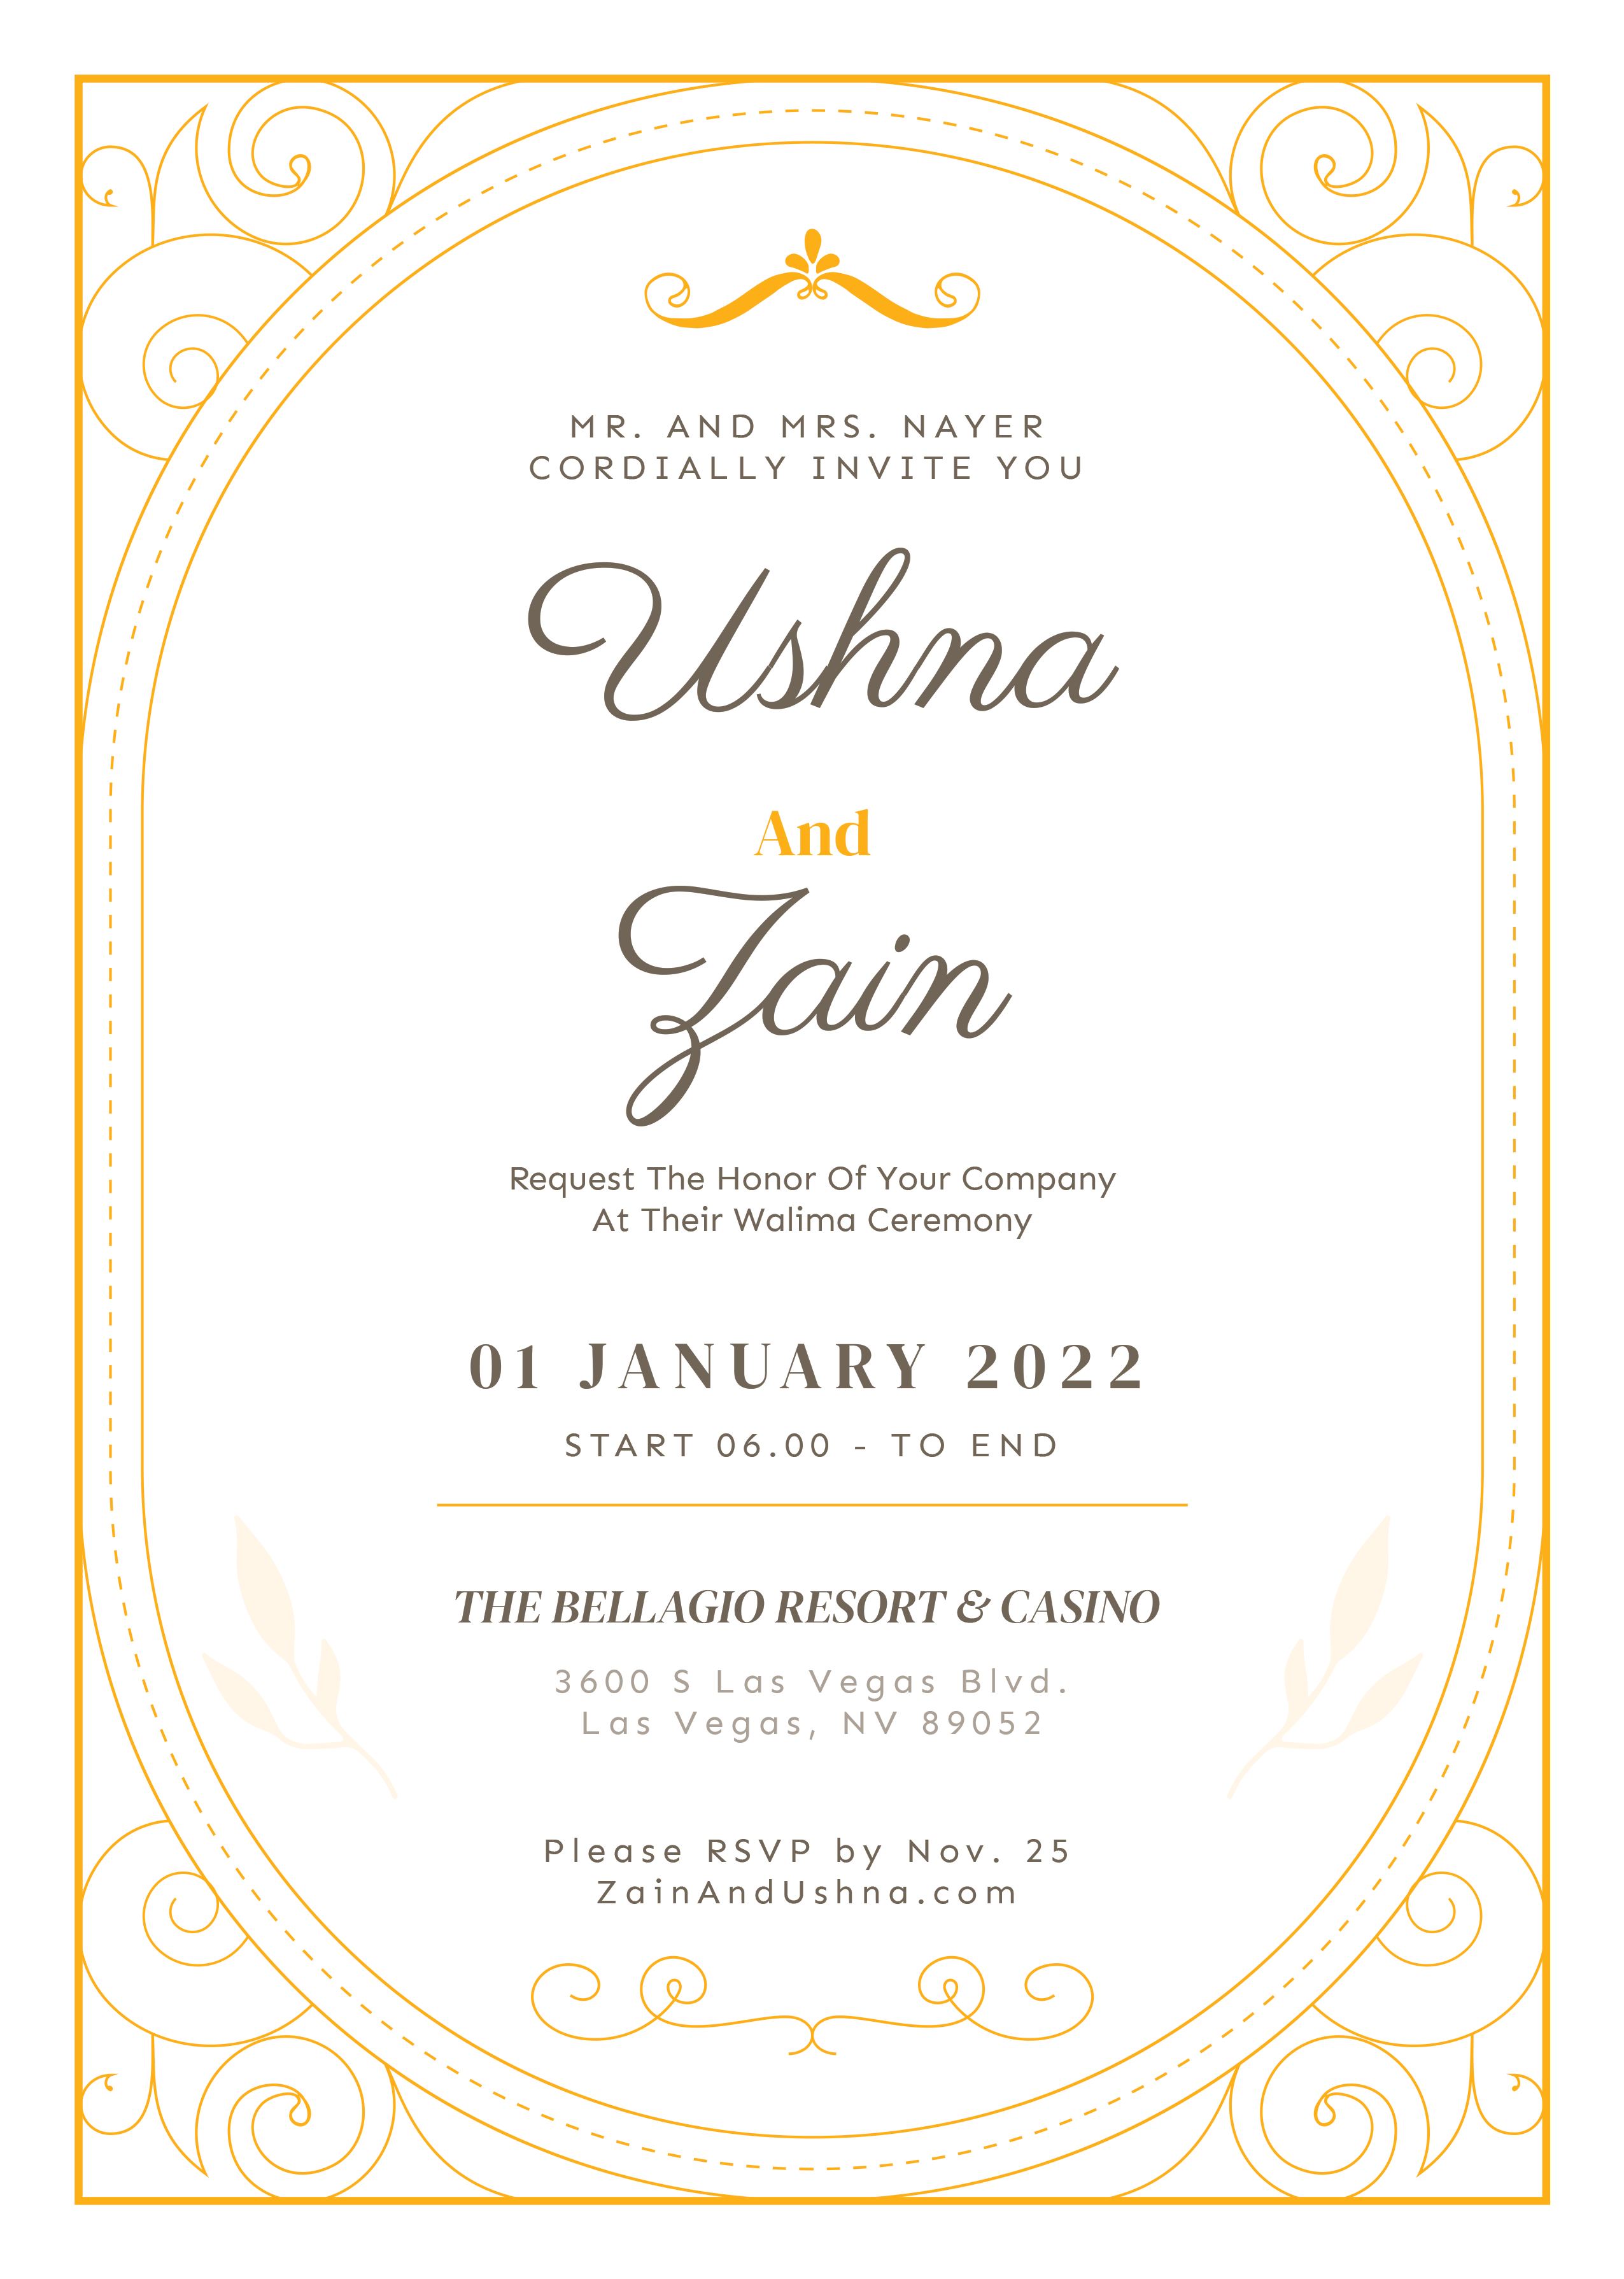 MR. AND MRS. NAYER
CORDIALLY INVITE YOU
Ushna
And
Zain
Request The Honor Of Your Company
At Their Walima Ceremony
01 JANUARY 2022
START 06.00 - TO END
THE BELLAGIO RESORT & CASINO
3600 S Las Vegas Blvd.
Las Vegas, NV 89052
Please RSVP by Nov. 25
ZainAndUshna.com